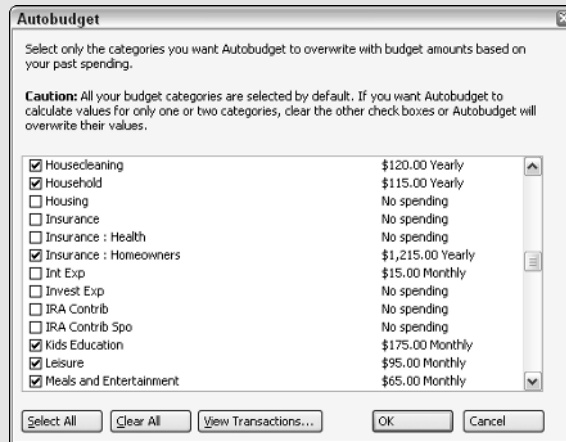 Autobudget
Select only the categories you want Autobudget to overwrite with budget amounts based on
your past spending.
Caution: All your budget categories are selected by default. If you want Autobudget to
calculate values for only one or two categories, clear the other check boxes or Autobudget will
overwrite their values.
Housecleaning $120.00 Yearly
Household $115.00 Yearly
Housing No spending
Insurance No spending
Insurance : Health No spending
Insurance : Homeowners $1,215.00 Yearly
Int Exp $15.00 Monthly
Invest Exp No spending
IRA Contrib No spending
IRA Contrib Spo No spending
Kids Education $175.00 Monthly
Leisure $95.00 Monthly
Meals and Entertainment $65.00 Monthly
Select All Clear All View Transactions... OK Cancel